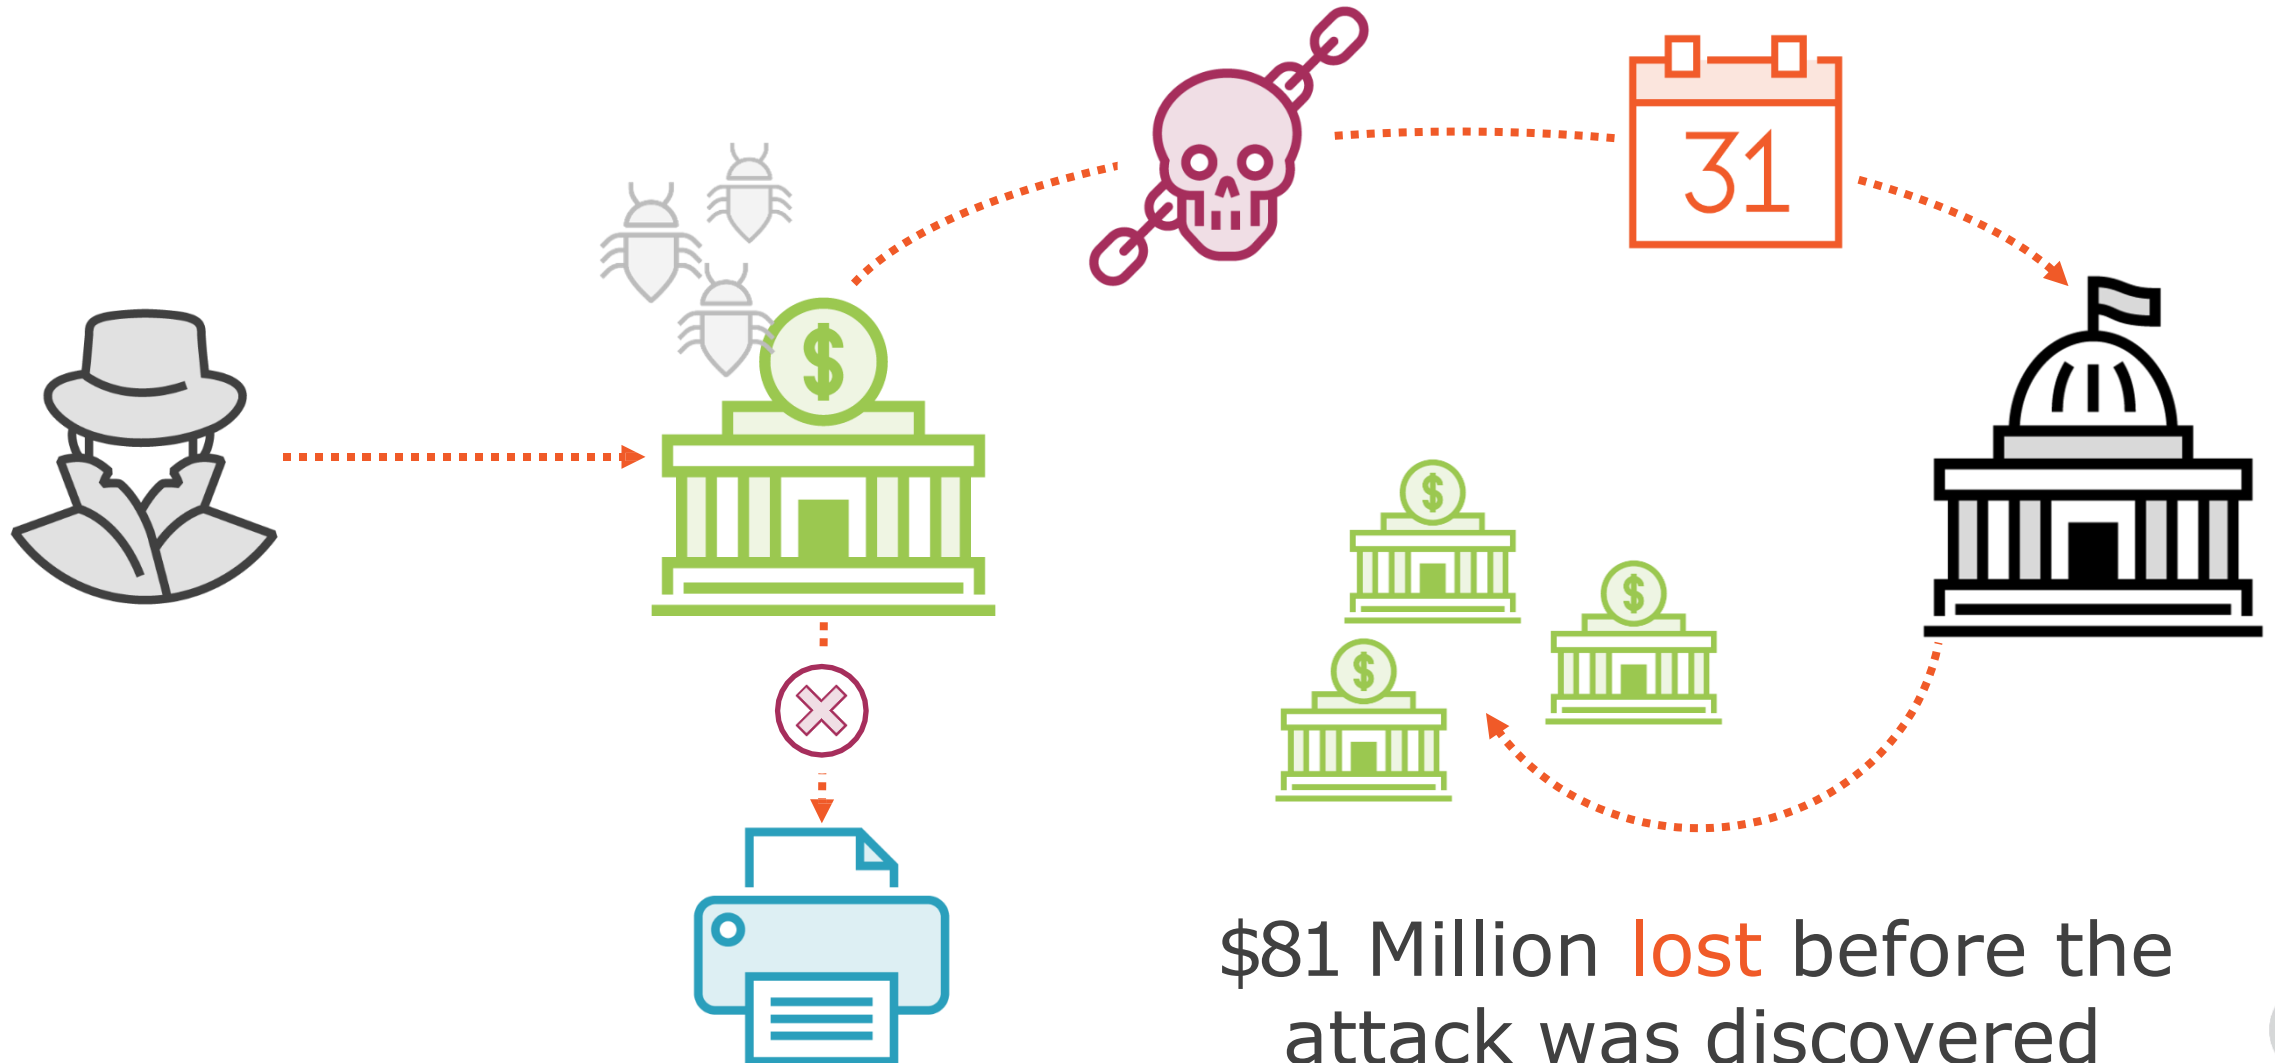 31
$
$
$
$
$81 Million lost before the
attack was discovered